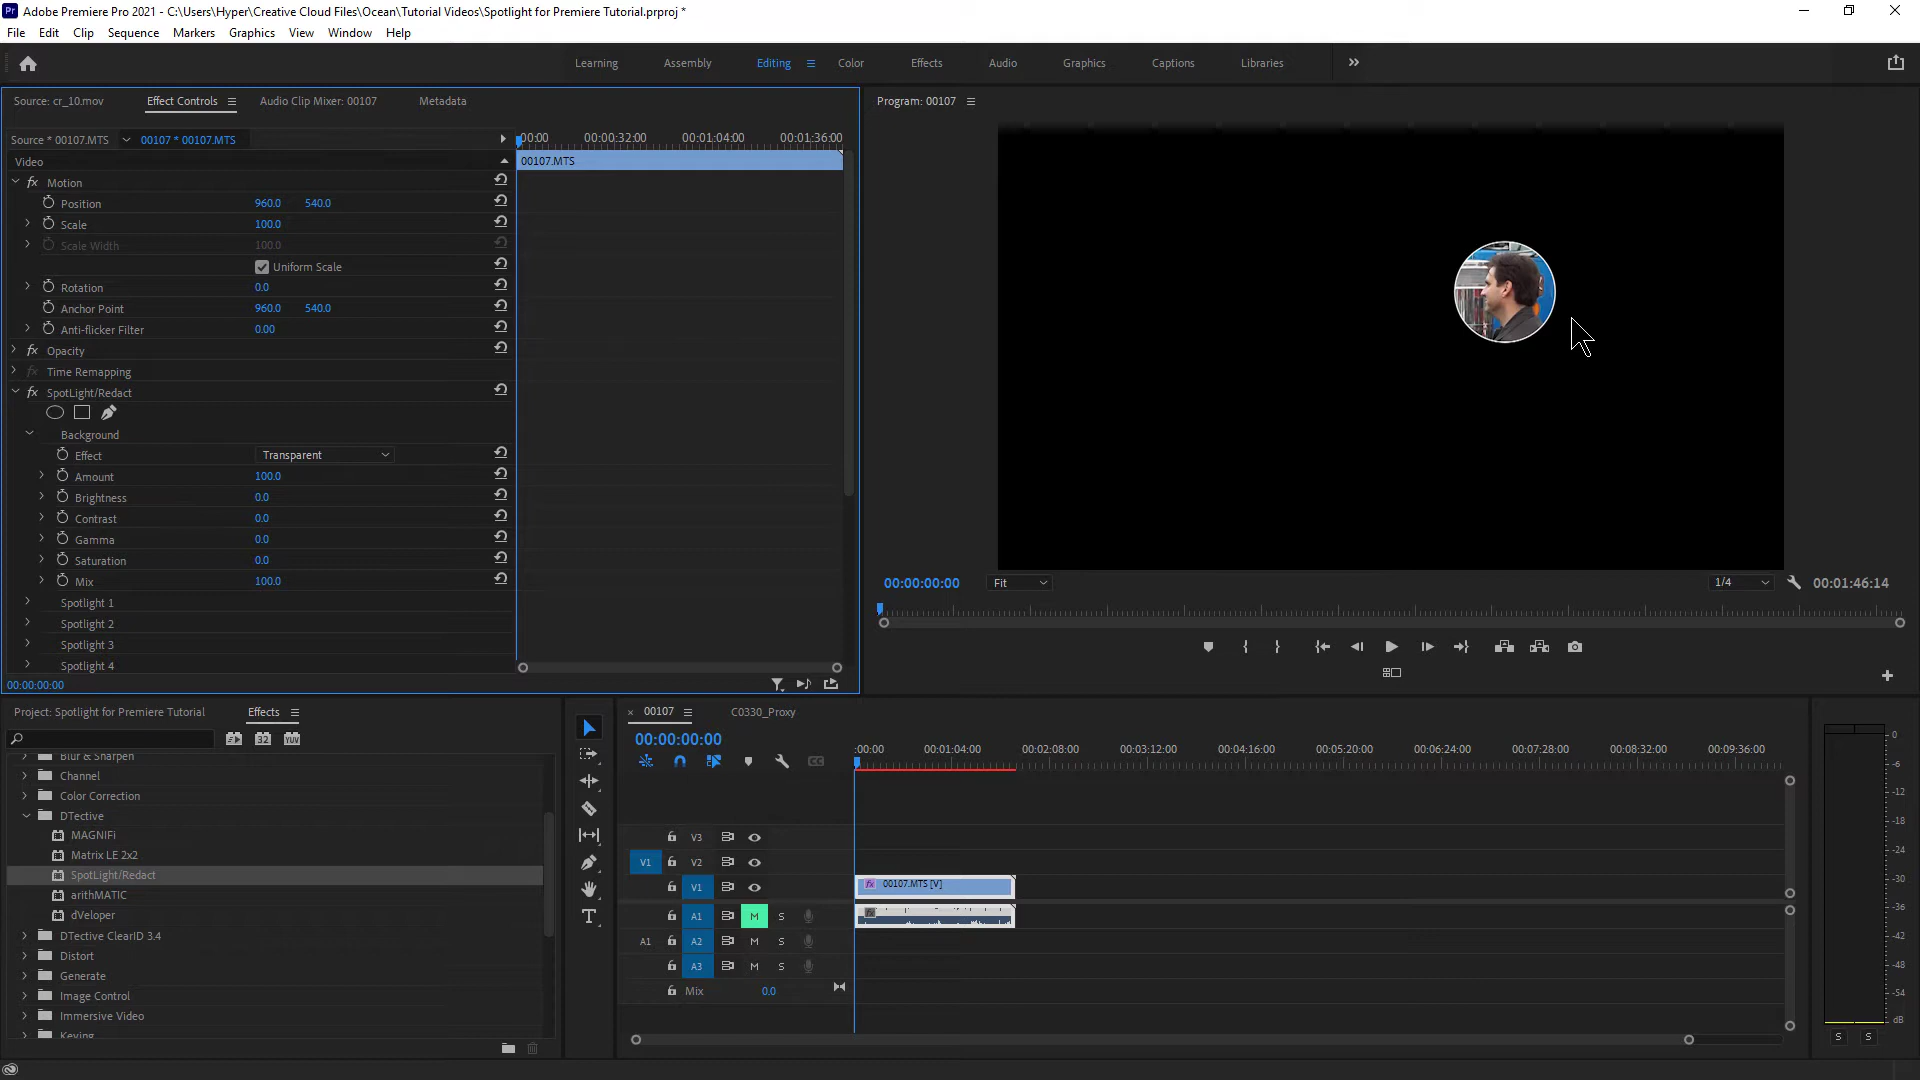 Adobe Premiere Pro 2021 - C:\Users\Hyper\Creative Cloud Files\Ocean\Tutorial Videos\Spotlight for Premiere Tutorial.prproj *
File Edit Clip Sequence Markers Graphics View Window Help
Learning Assembly Editing Color Effects Audio Graphics Captions Libraries
Source: cr_10.mov Effect Controls Audio Clip Mixer: 00107 Metadata
Source * 00107.MTS 00107 * 00107.MTS
:00:00 00:00:32:00 00:01:04:00 00:01:36:00
Video
00107.MTS
fx Motion
Position 960.0 540.0
Scale 100.0
Scale Width 100.0
Uniform Scale
Rotation 0.0
Anchor Point 960.0 540.0
Anti-flicker Filter 0.00
fx Opacity
fx Time Remapping
fx SpotLight/Redact
Background
Effect Transparent
Amount 100.0
Brightness 0.0
Contrast 0.0
Gamma 0.0
Saturation 0.0
Mix 100.0
Spotlight 1
Spotlight 2
Spotlight 3
Spotlight 4
00:00:00:00
Program: 00107
00:00:00:00 Fit 1/4 00:01:46:14
Project: Spotlight for Premiere Tutorial Effects
32 YUV
Blur & Sharpen
Channel
Color Correction
DTective
MAGNIFi
Matrix LE 2x2
SpotLight/Redact
arithMATIC
dVeloper
DTective ClearID 3.4
Distort
Generate
Image Control
Immersive Video
Keying
× 00107 C0330_Proxy
00:00:00:00
:00:00 00:01:04:00 00:02:08:00 00:03:12:00 00:04:16:00 00:05:20:00 00:06:24:00 00:07:28:00 00:08:32:00 00:09:36:00
V3
V1 V2
V1 fx 00107.MTS [V]
A1 M S
A1 A2 M S
A3 M S
Mix 0.0
0
-6
-12
-18
-24
-30
-36
-42
-48
-54
dB
S S